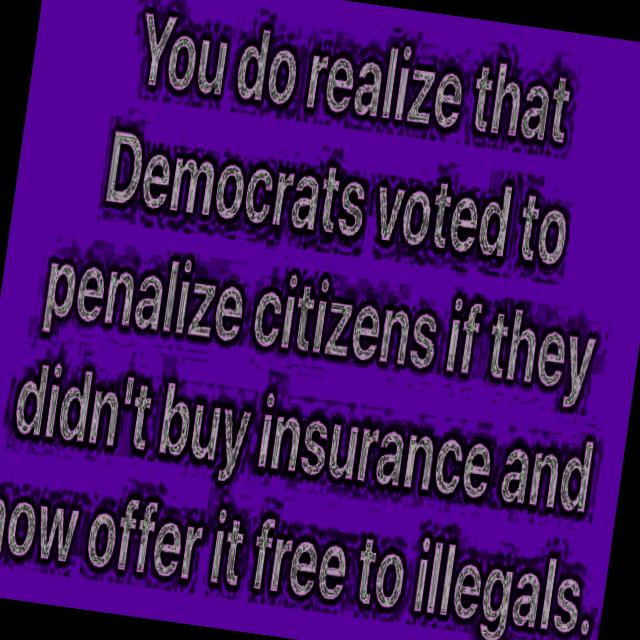 You do realize that
Democrats voted to
penalize citizens if they
didn't buy insurance and
now offer it free to illegals.